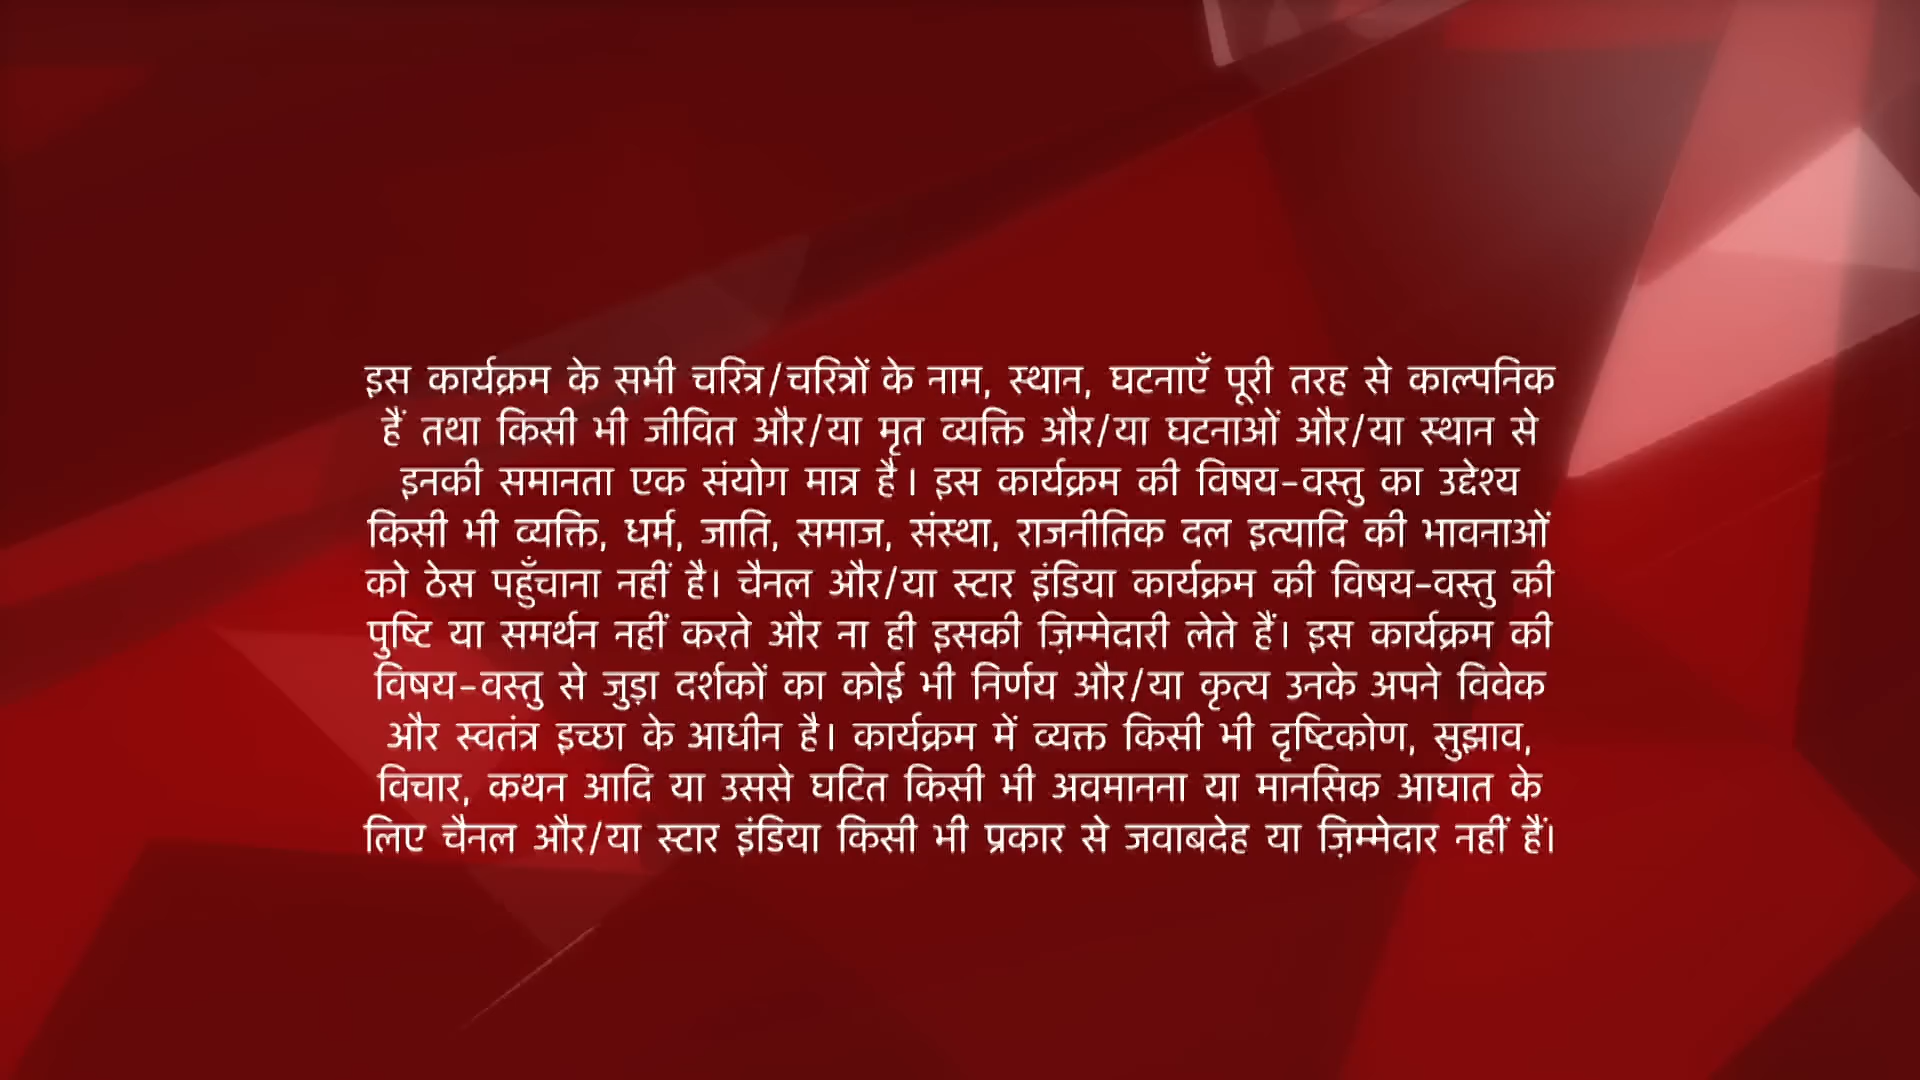 इस कार्यक्रम के सभी चरित्र/चरित्रों के नाम, स्थान, घटनाएँ पूरी तरह से काल्पनिक
हैं तथा किसी भी जीवित और/या मृत व्यक्ति और/या घटनाओं और/या स्थान से
इनकी समानता एक संयोग मात्र है। इस कार्यक्रम की विषय-वस्तु का उद्देश्य
किसी भी व्यक्ति, धर्म, जाति, समाज, संस्था, राजनीतिक दल इत्यादि की भावनाओं
को ठेस पहुँचाना नहीं है। चैनल और/या स्टार इंडिया कार्यक्रम की विषय-वस्तु की
पुष्टि या समर्थन नहीं करते और ना ही इसकी ज़िम्मेदारी लेते हैं। इस कार्यक्रम की
विषय-वस्तु से जुड़ा दर्शकों का कोई भी निर्णय और/या कृत्य उनके अपने विवेक
और स्वतंत्र इच्छा के आधीन है। कार्यक्रम में व्यक्त किसी भी दृष्टिकोण, सुझाव,
विचार, कथन आदि या उससे घटित किसी भी अवमानना या मानसिक आघात के
लिए चैनल और/या स्टार इंडिया किसी भी प्रकार से जवाबदेह या ज़िम्मेदार नहीं हैं।